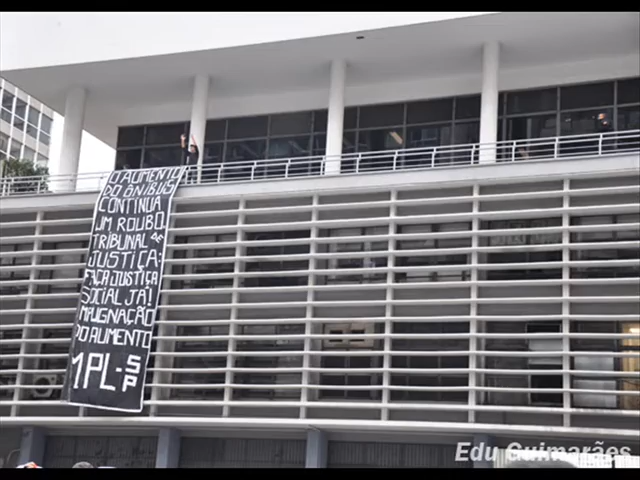 O AUMENTO
DO ÔNIBUS
CONTINUA
UM ROUBO.
TRIBUNAL DE
JUSTIÇA:
FAÇA JUSTIÇA
SOCIAL JÁ!
IMPUGNAÇÃO
DO AUMENTO
MPL-SP
Edu Guimarães